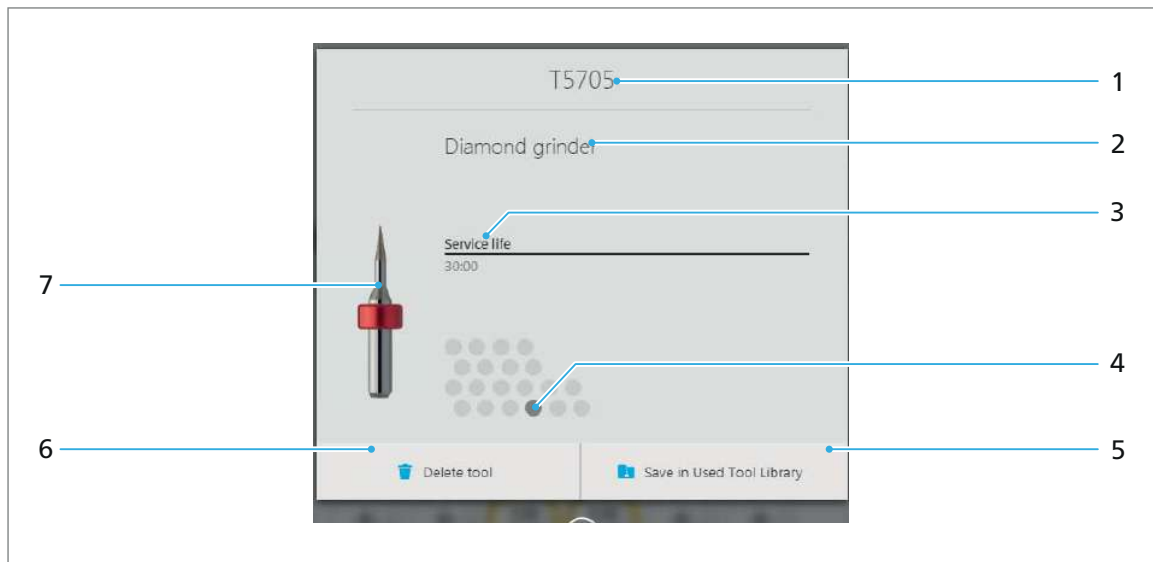 T5705
1
Diamond grinder
2
Service life
3
30:00
7
4
6
5
Delete tool
Save in Used Tool Library